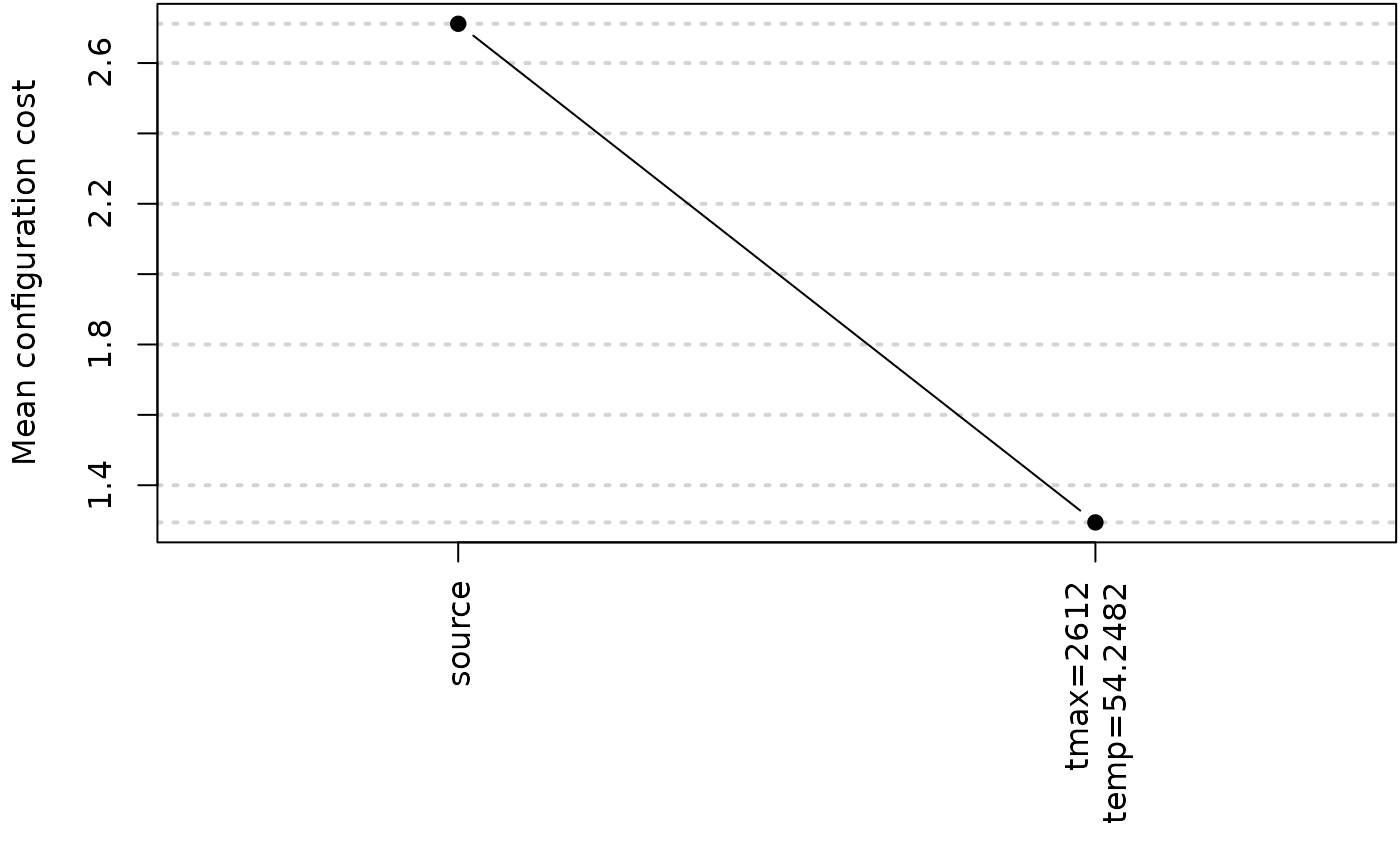 Mean configuration cost
2.6
2.2
1.8
1.4
source
tmax=2612
temp=54.2482